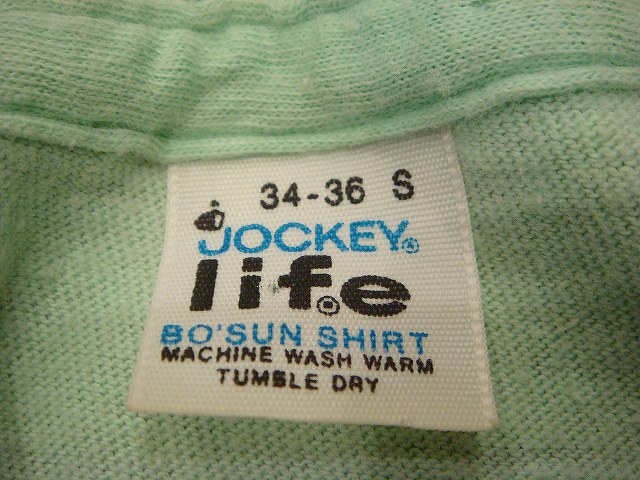 34-36 S
JOCKEY®
life®
BO'SUN SHIRT
MACHINE WASH WARM
TUMBLE DRY